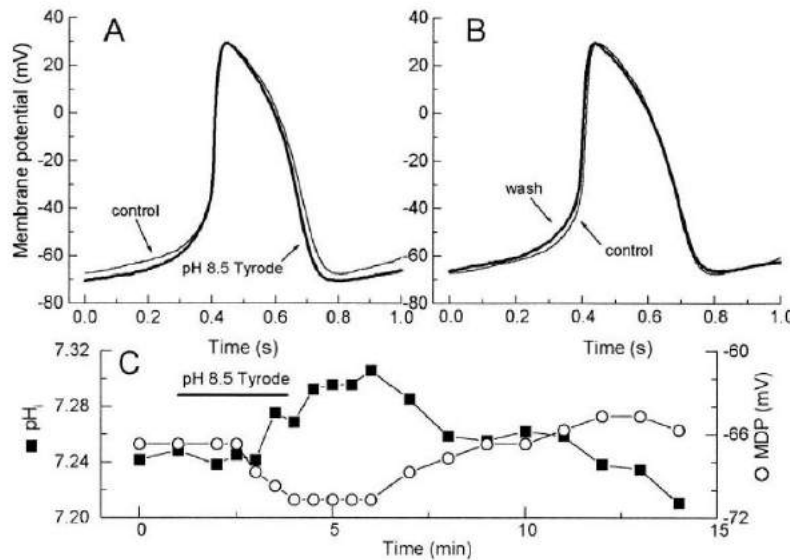 A
B
Membrane potential (mV)
40
20
0
-20
-40
-60
-80
control
pH 8.5 Tyrode
0.0 0.2 0.4 0.6 0.8 1.0
Time (s)
40
20
0
-20
-40
-60
-80
wash
control
0.0 0.2 0.4 0.6 0.8 1.0
Time (s)
C
pH 8.5 Tyrode
7.32
7.28
7.24
7.20
pHi
-60
-66
-72
MDP (mV)
0 5 10 15
Time (min)